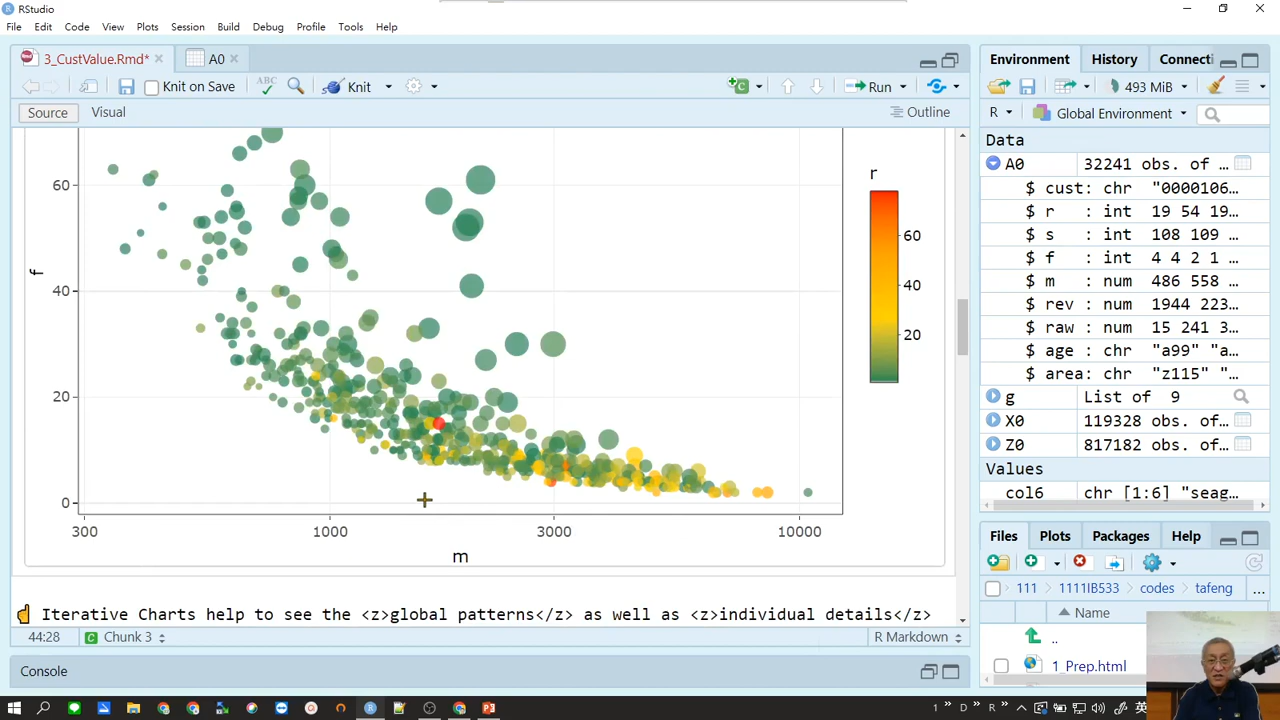 RStudio
File Edit Code View Plots Session Build Debug Profile Tools Help
3_CustValue.Rmd* A0
Knit on Save ABC Knit Run
Source Visual Outline
60
40
20
0
f
300 1000 3000 10000
m
r
60
40
20
☝ Iterative Charts help to see the <z>global patterns</z> as well as <z>individual details</z>
44:28 C Chunk 3 R Markdown
Console
Environment History Connecti
493 MiB
R Global Environment
Data
A0 32241 obs. of …
$ cust: chr "0000106…
$ r : int 19 54 19…
$ s : int 108 109 …
$ f : int 4 4 2 1 …
$ m : num 486 558 …
$ rev : num 1944 223…
$ raw : num 15 241 3…
$ age : chr "a99" "a…
$ area: chr "z115" "…
g List of 9
X0 119328 obs. of…
Z0 817182 obs. of…
Values
col6 chr [1:6] "seag…
Files Plots Packages Help
111 1111IB533 codes tafeng …
Name
..
1_Prep.html
英